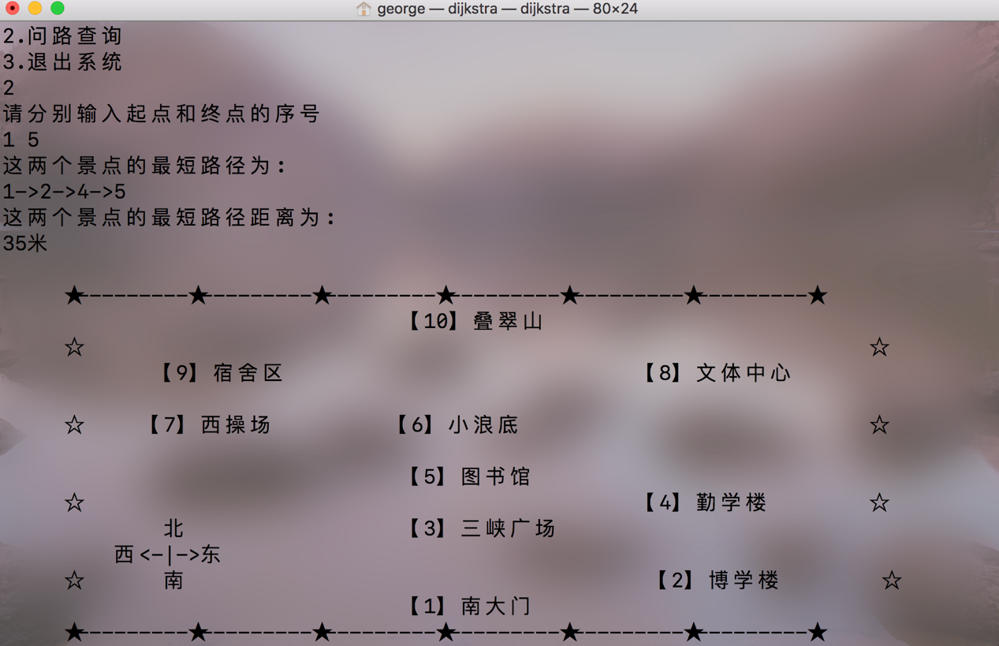 george — dijkstra — dijkstra — 80×24
2.问路查询
3.退出系统
2
请分别输入起点和终点的序号
1 5
这两个景点的最短路径为:
1—>2—>4—>5
这两个景点的最短路径距离为:
35米
★---------★---------★---------★---------★---------★---------★
【10】叠翠山
☆ ☆
【9】宿舍区 【8】文体中心
☆ 【7】西操场 【6】小浪底 ☆
【5】图书馆
☆ 【4】勤学楼 ☆
北 【3】三峡广场
西<—|—>东
☆ 南 【2】博学楼 ☆
【1】南大门
★---------★---------★---------★---------★---------★---------★